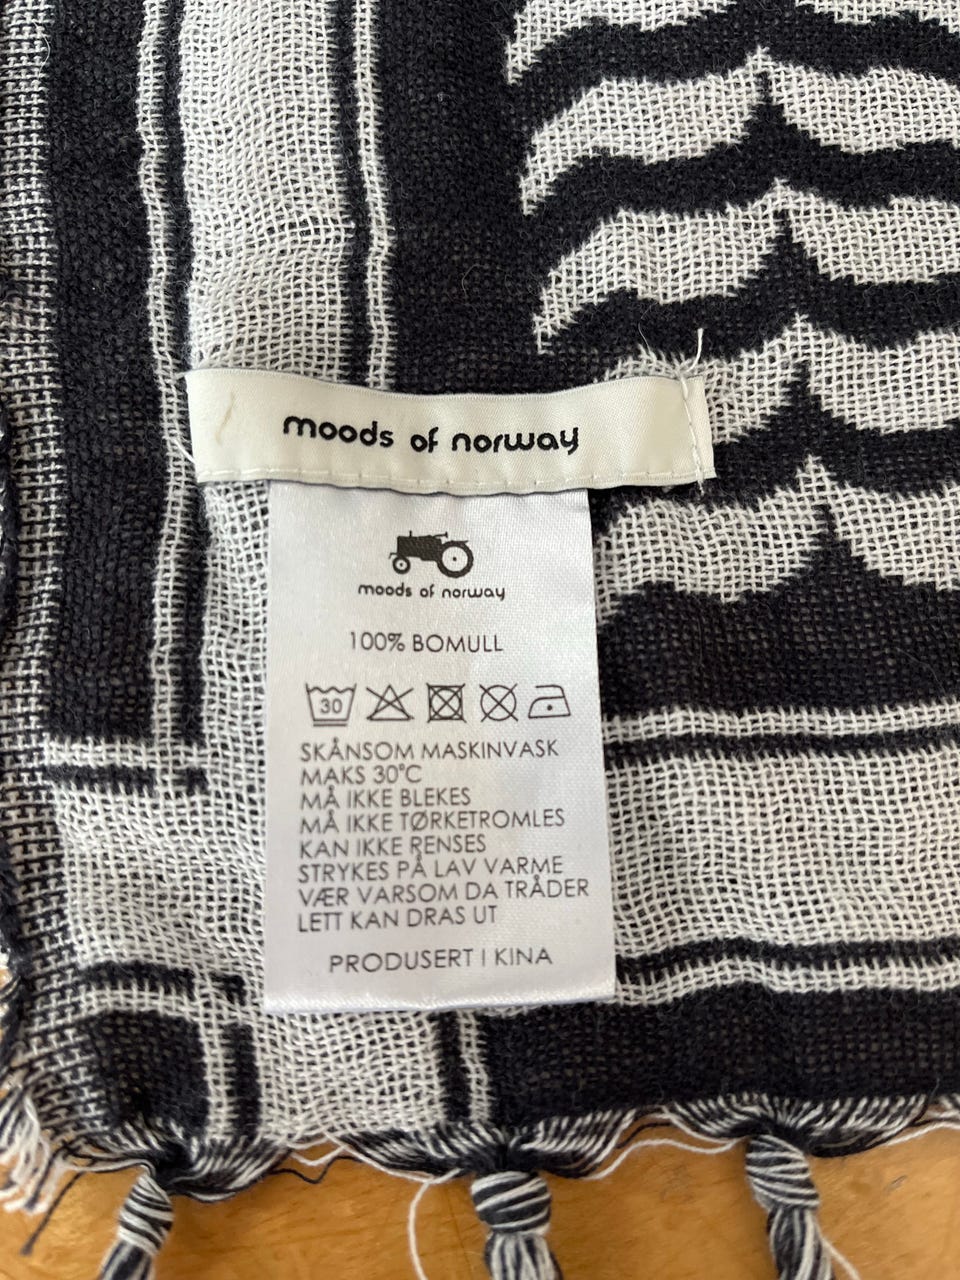 moods of norway
moods of norway
100% BOMULL
30
SKÅNSOM MASKINVASK
MAKS 30°C
MÅ IKKE BLEKES
MÅ IKKE TØRKETROMLES
KAN IKKE RENSES
STRYKES PÅ LAV VARME
VÆR VARSOM DA TRÅDER
LETT KAN DRAS UT
PRODUSERT I KINA